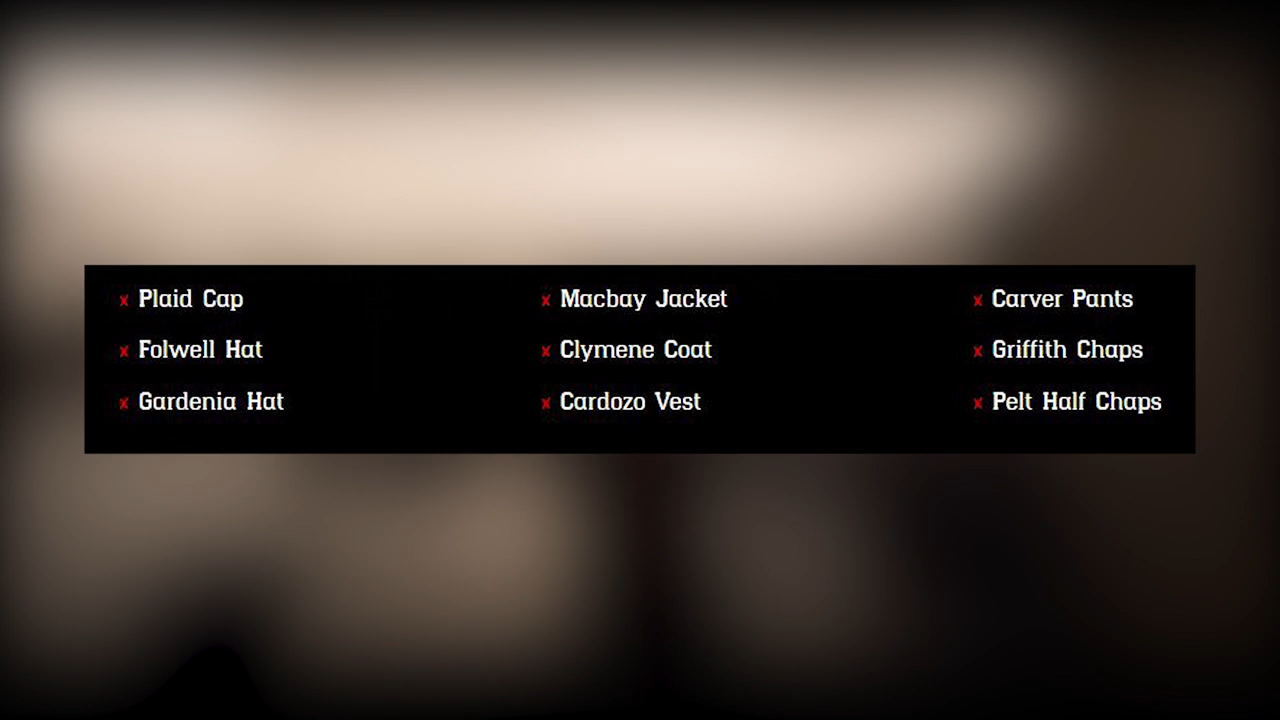 x Plaid Cap
x Folwell Hat
x Gardenia Hat
x Macbay Jacket
x Clymene Coat
x Cardozo Vest
x Carver Pants
x Griffith Chaps
x Pelt Half Chaps